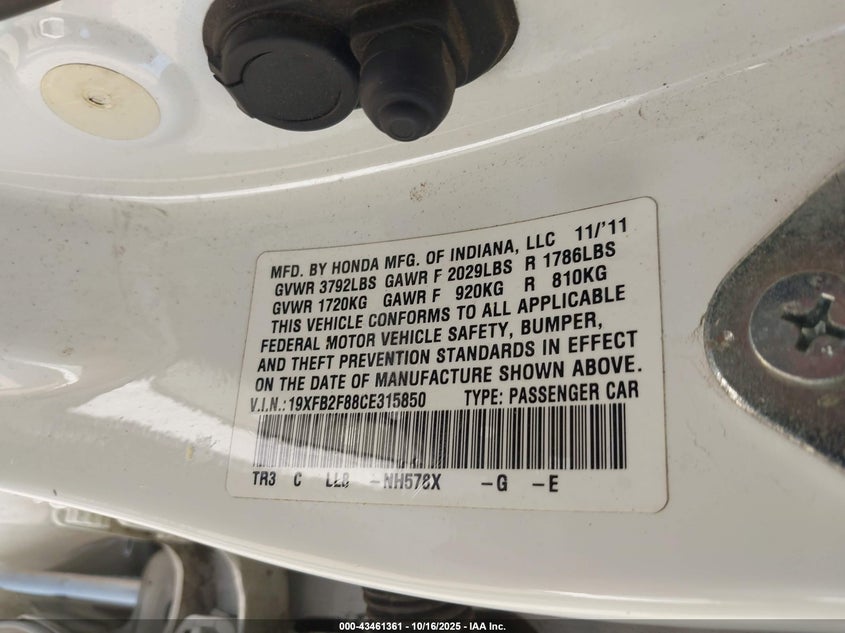 MFD. BY HONDA MFG. OF INDIANA, LLC 11/'11
GVWR 3792LBS GAWR F 2029LBS R 1786LBS
GVWR 1720KG GAWR F 920KG R 810KG
THIS VEHICLE CONFORMS TO ALL APPLICABLE
FEDERAL MOTOR VEHICLE SAFETY, BUMPER,
AND THEFT PREVENTION STANDARDS IN EFFECT
ON THE DATE OF MANUFACTURE SHOWN ABOVE.
V.I.N.:19XFB2F88CE315850 TYPE: PASSENGER CAR
TR3 C -NH578X -G -E
000-43461361 - 10/16/2025 - IAA Inc.